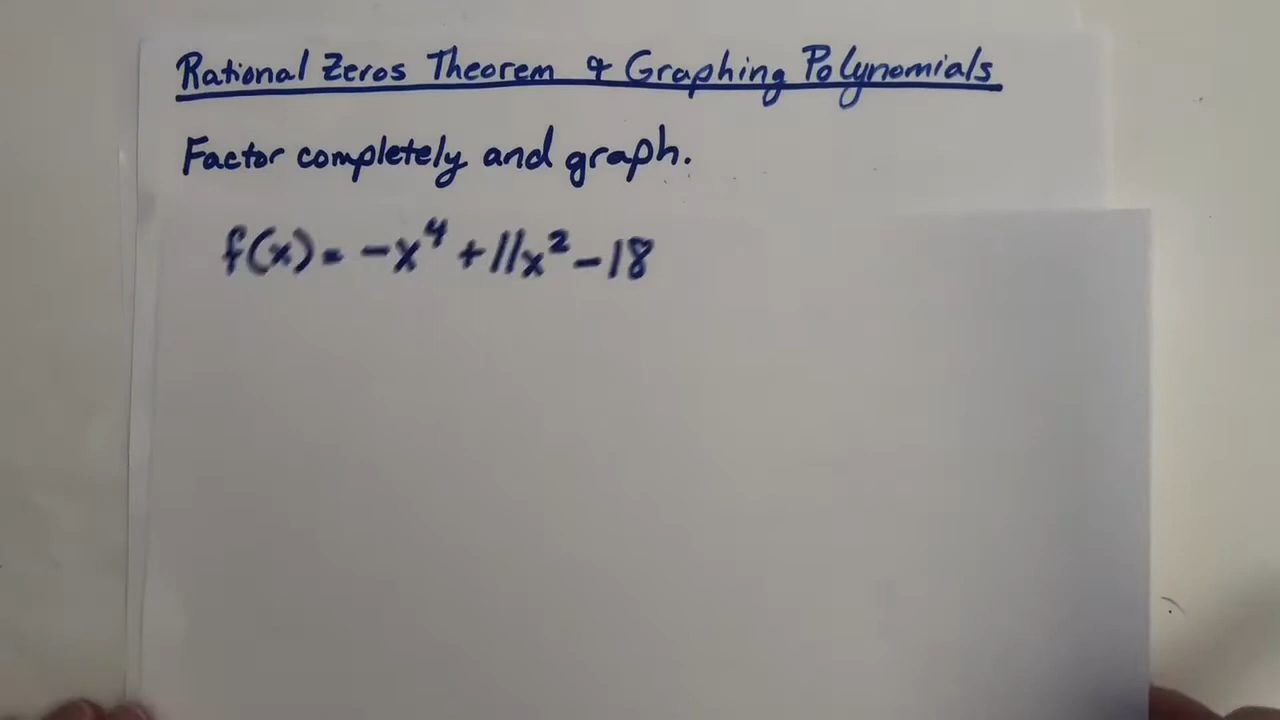 Rational Zeros Theorem & Graphing Polynomials
Factor completely and graph.
f(x) = -x⁴ + 11x² - 18